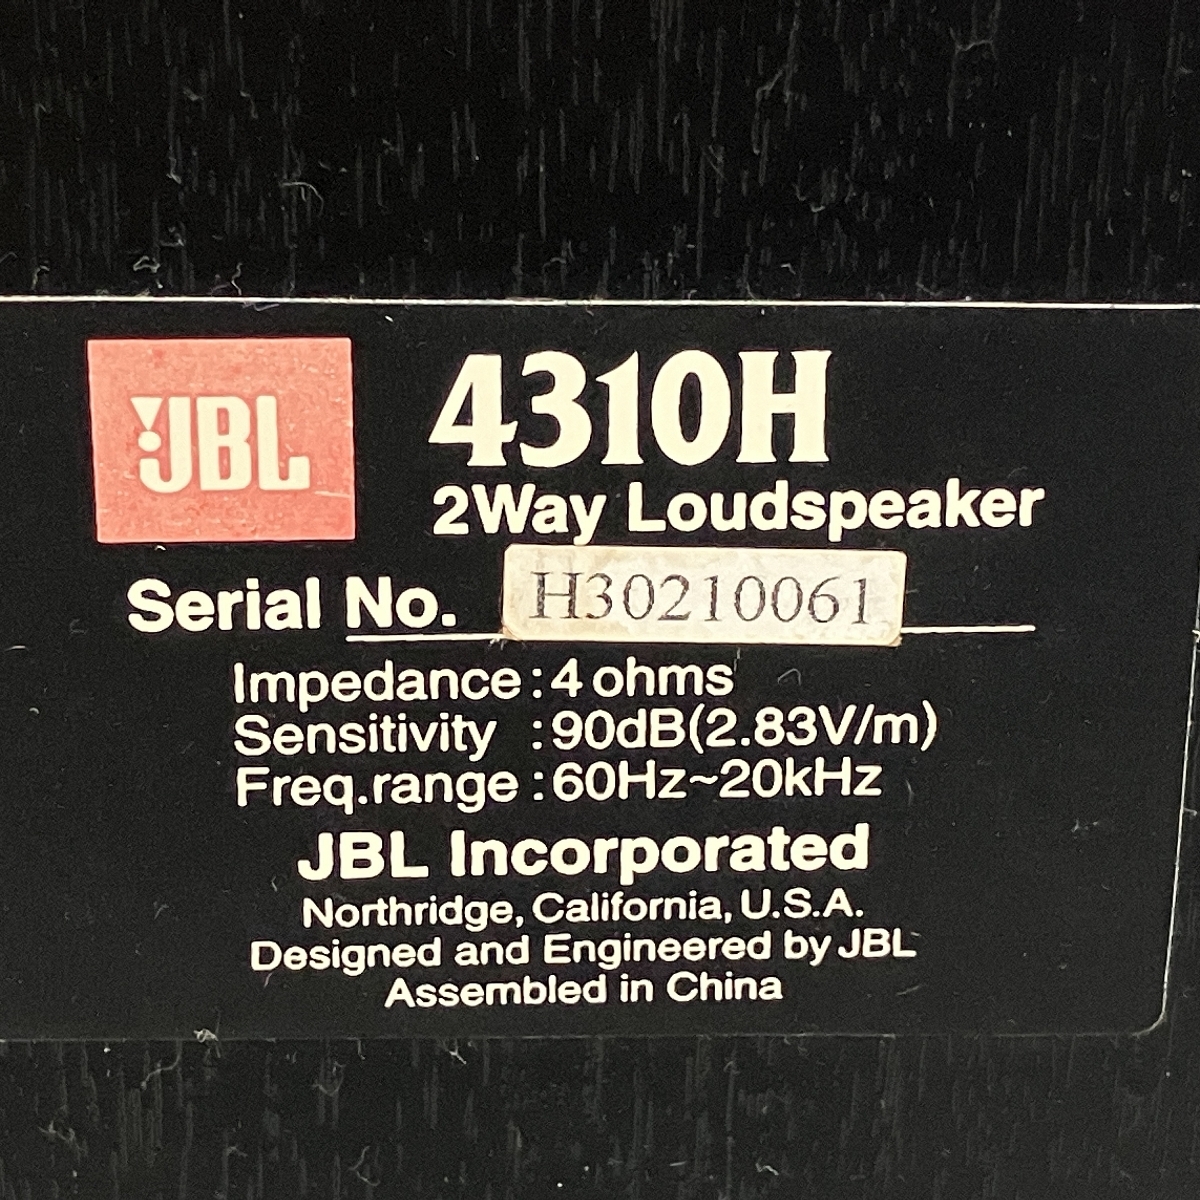 JBL
4310H
2Way Loudspeaker
Serial No. H30210061
Impedance : 4 ohms
Sensitivity : 90dB(2.83V/m)
Freq.range : 60Hz~20kHz
JBL Incorporated
Northridge, California, U.S.A.
Designed and Engineered by JBL
Assembled in China